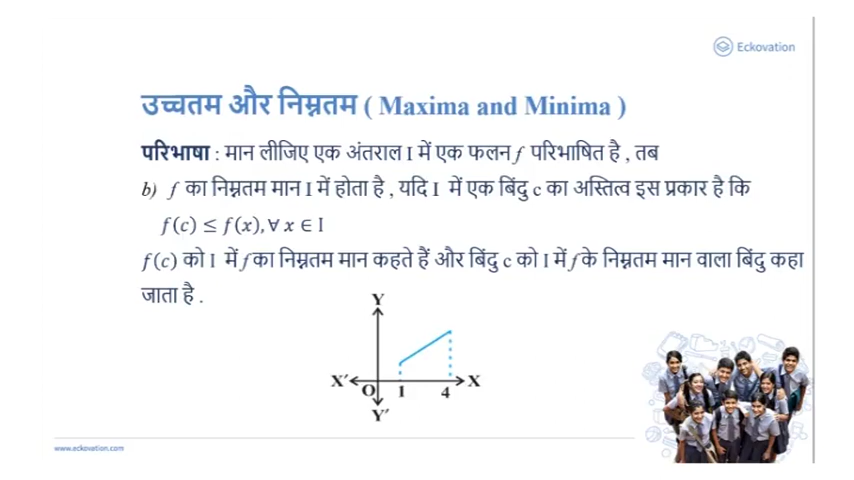 Eckovation
उच्चतम और निम्नतम ( Maxima and Minima )
परिभाषा : मान लीजिए एक अंतराल I में एक फलन f परिभाषित है , तब
b) f का निम्नतम मान I में होता है , यदि I में एक बिंदु c का अस्तित्व इस प्रकार है कि
f(c) ≤ f(x), ∀ x ∈ I
f(c) को I में f का निम्नतम मान कहते हैं और बिंदु c को I में f के निम्नतम मान वाला बिंदु कहा
जाता है .
Y
X′ O 1 4 X
Y′
www.eckovation.com